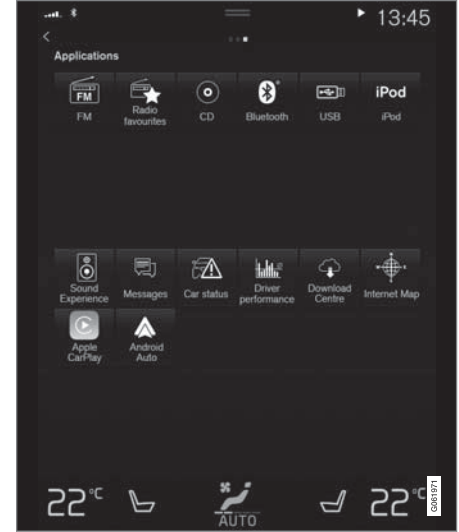 13:45
Applications
FM
FM
Radio
favourites
CD
Bluetooth
USB
iPod
iPod
Sound
Experience
Messages
Car status
Driver
performance
Download
Centre
Internet Map
Apple
CarPlay
Android
Auto
22°C
AUTO
22°C
G061971